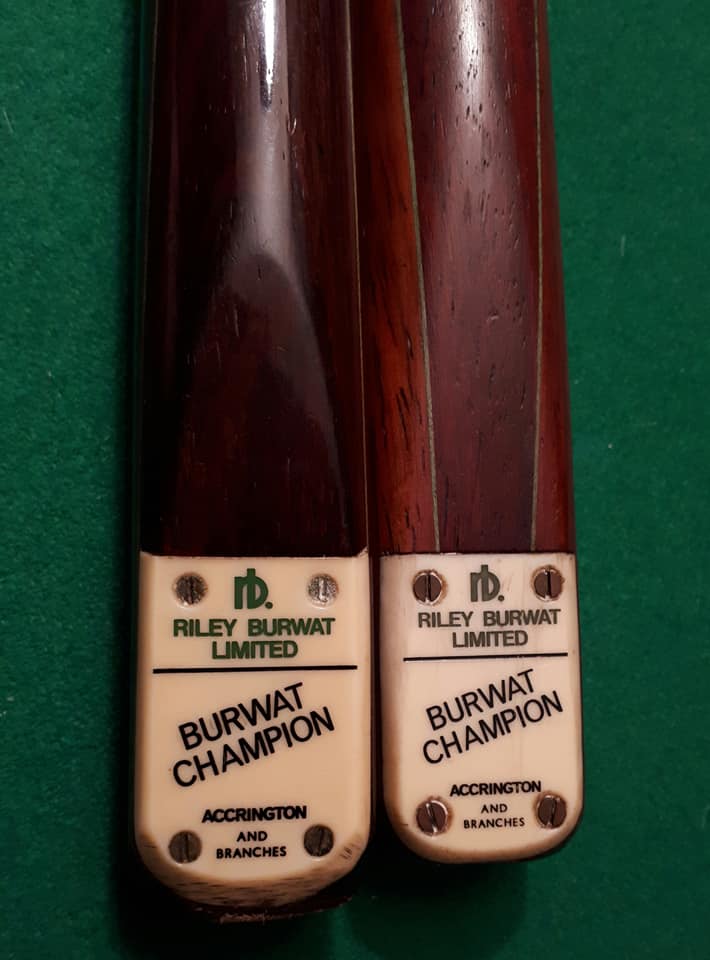 rb.
RILEY BURWAT
LIMITED
BURWAT
CHAMPION
ACCRINGTON
AND
BRANCHES
rb.
RILEY BURWAT
LIMITED
BURWAT
CHAMPION
ACCRINGTON
AND
BRANCHES